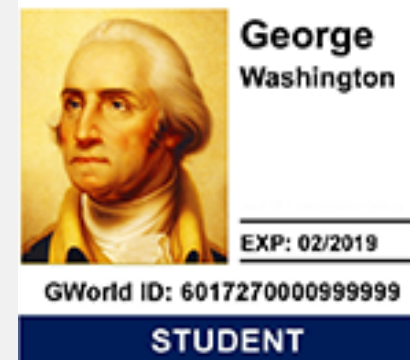 George
Washington
EXP: 02/2019
GWorld ID: 6017270000999999
STUDENT